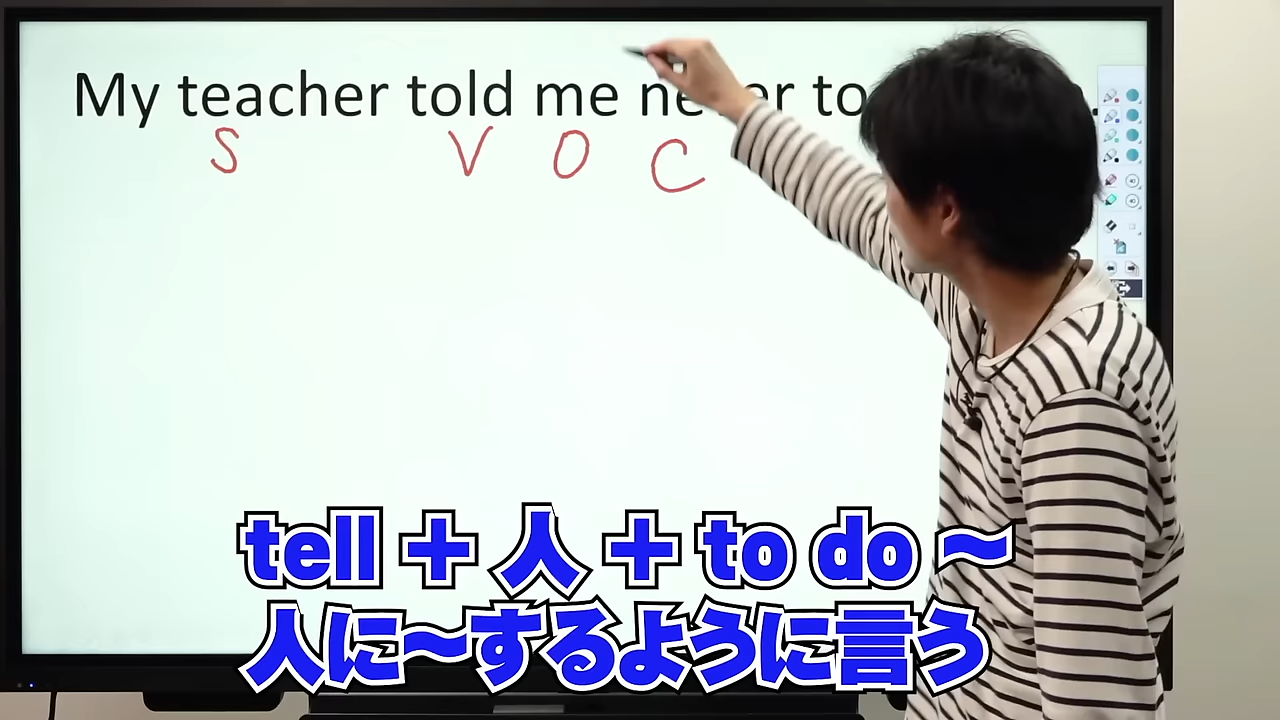 My teacher told me never to
S V O C
tell + 人 + to do ～
人に～するように言う